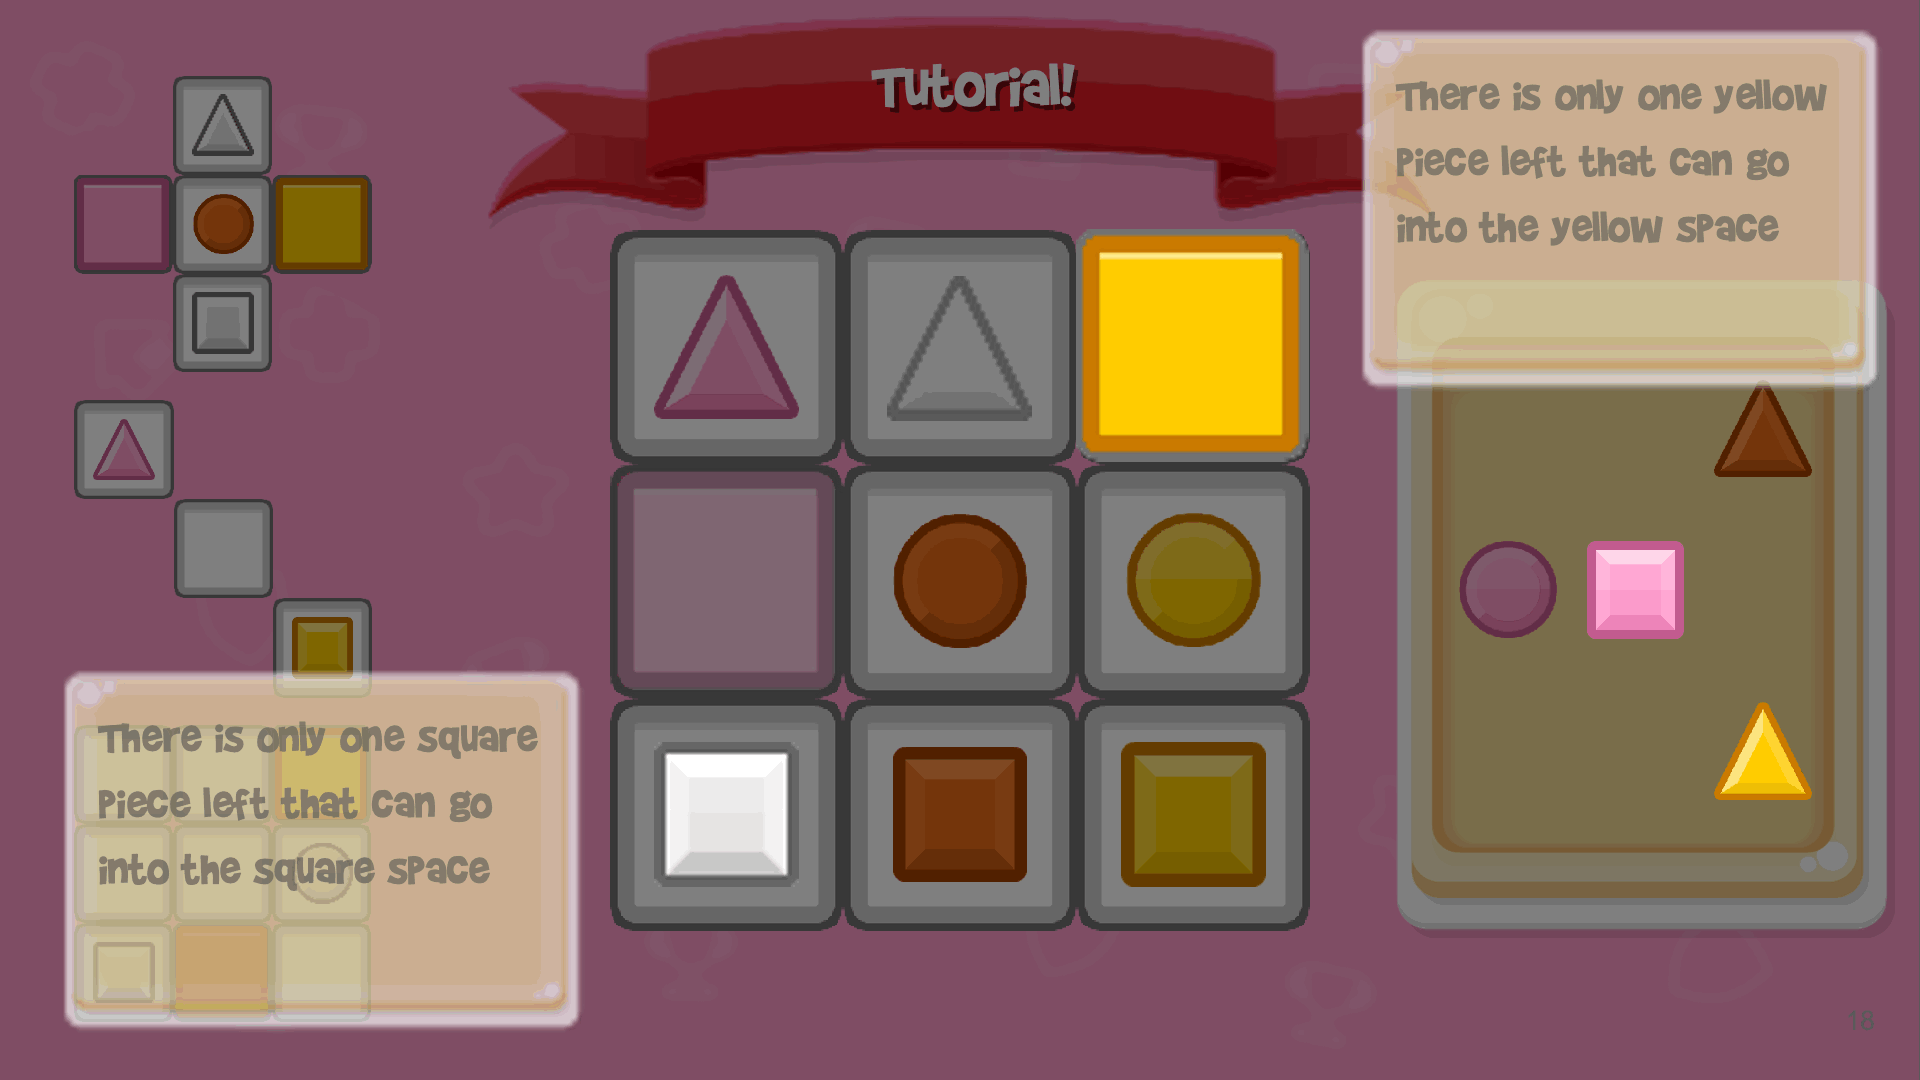 Tutorial!
There is only one yellow
Piece left that can go
into the yellow space
There is only one square
Piece left that can go
into the square space
18